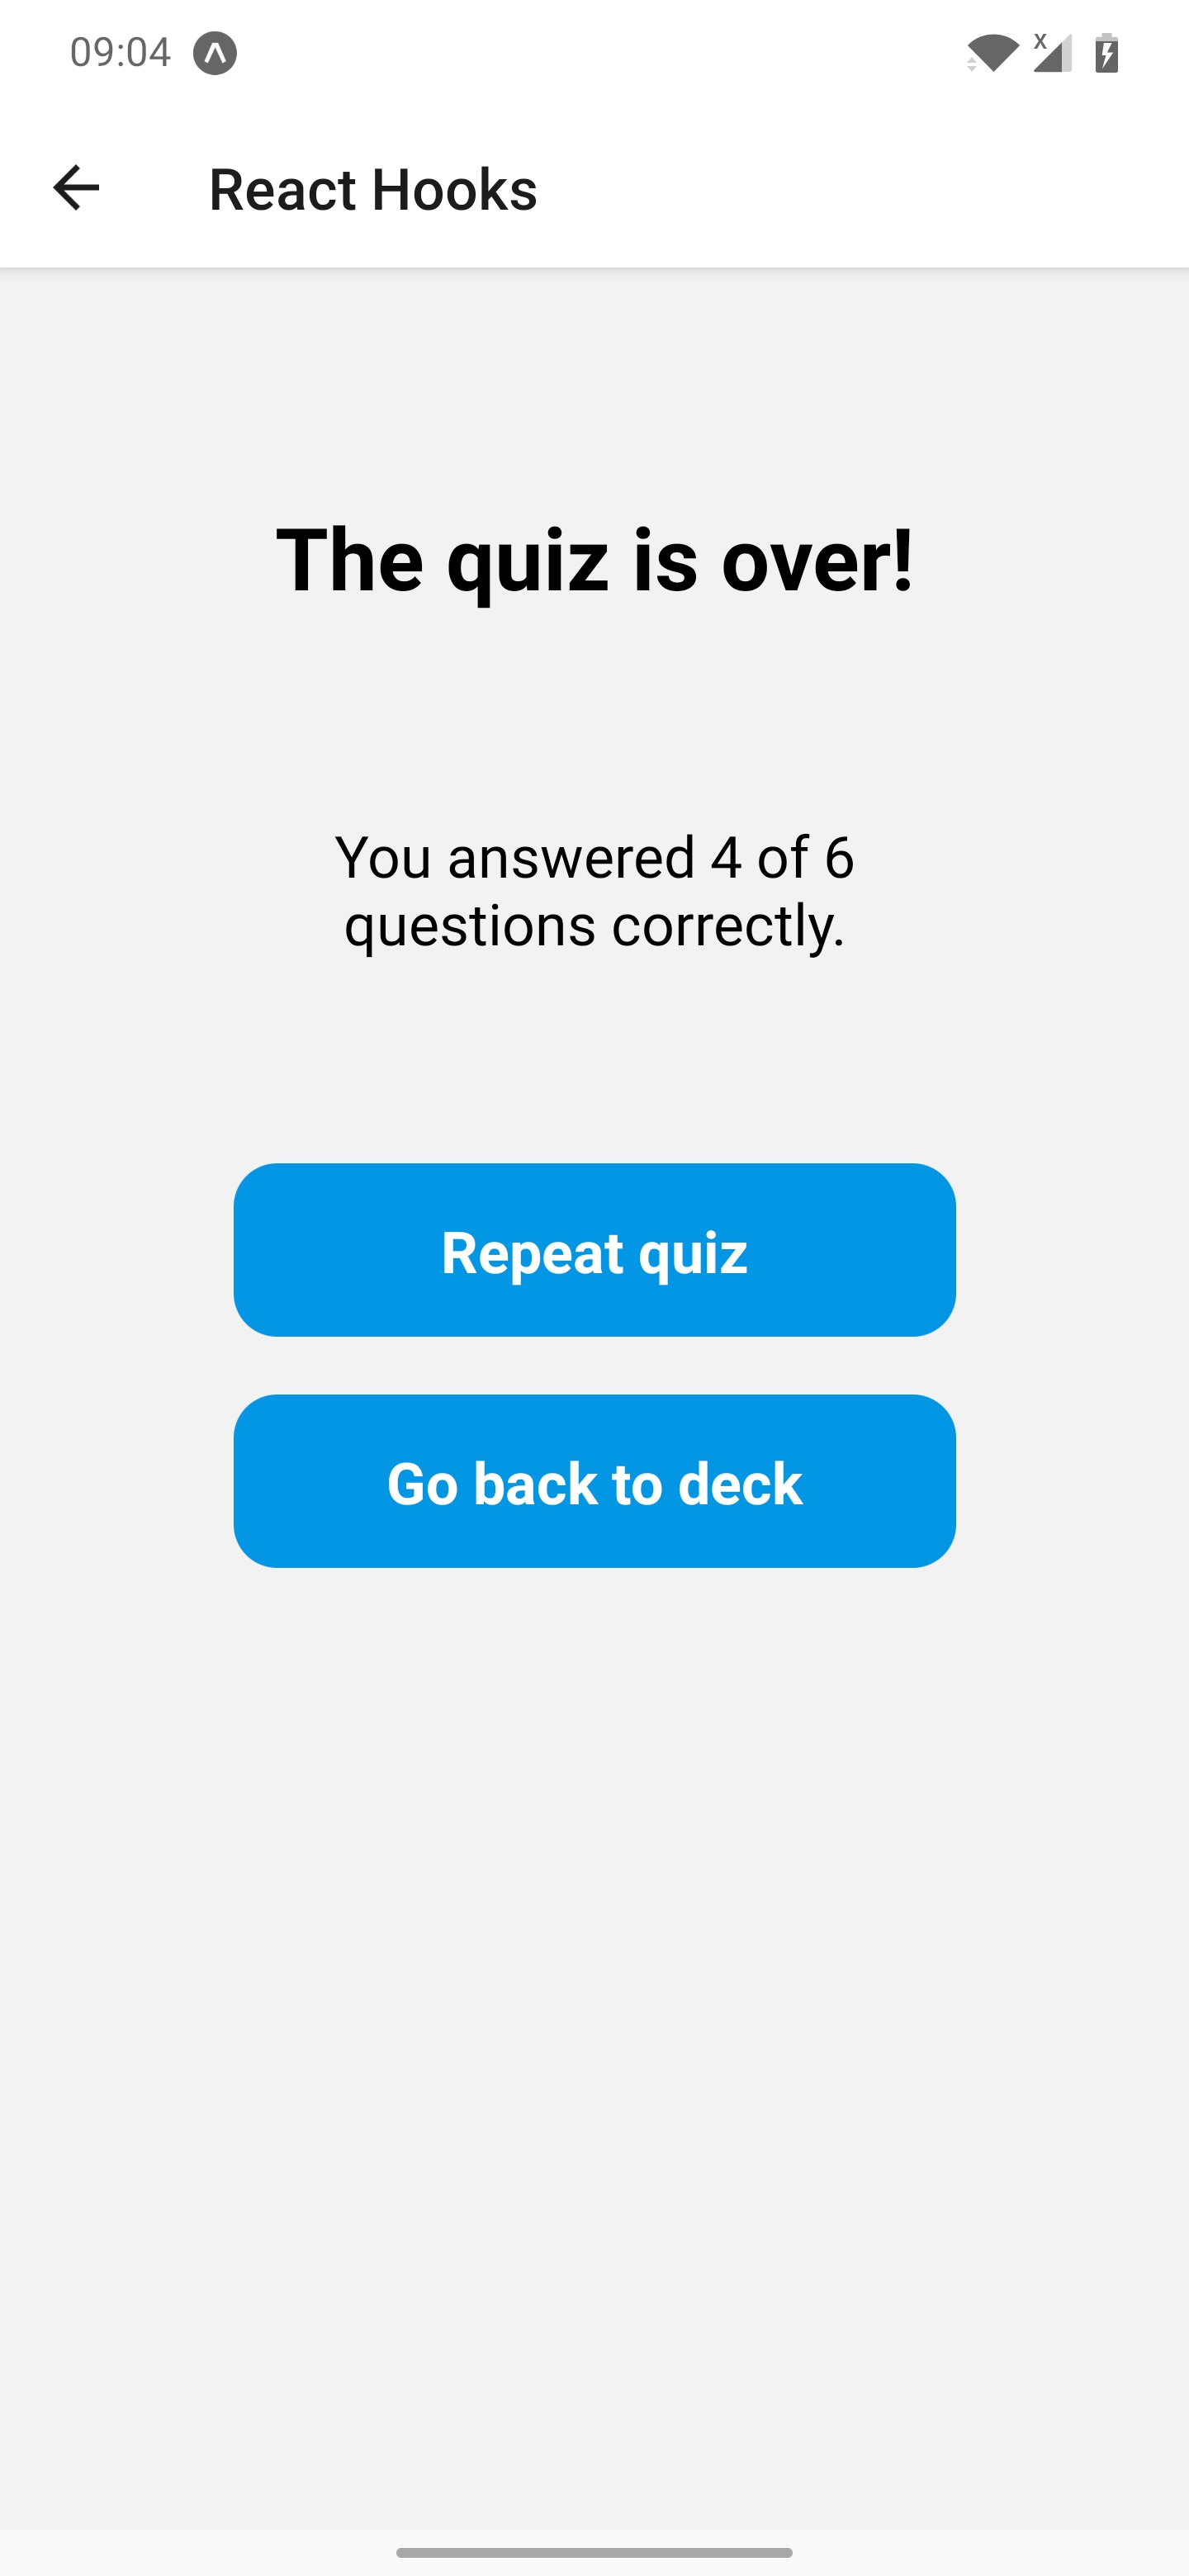 09:04
React Hooks
The quiz is over!
You answered 4 of 6
questions correctly.
Repeat quiz
Go back to deck